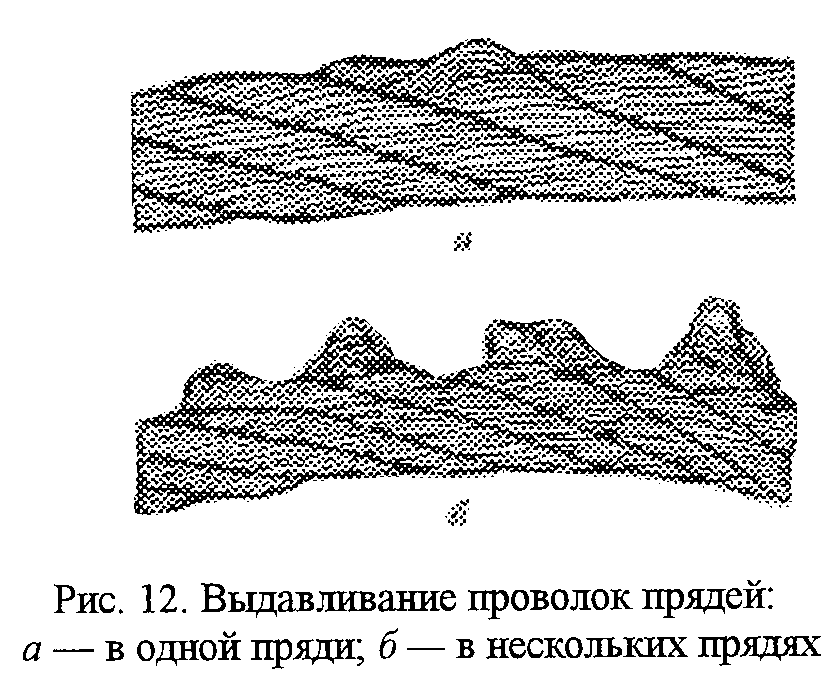 а
б
Рис. 12. Выдавливание проволок прядей:
а — в одной пряди; б — в нескольких прядях